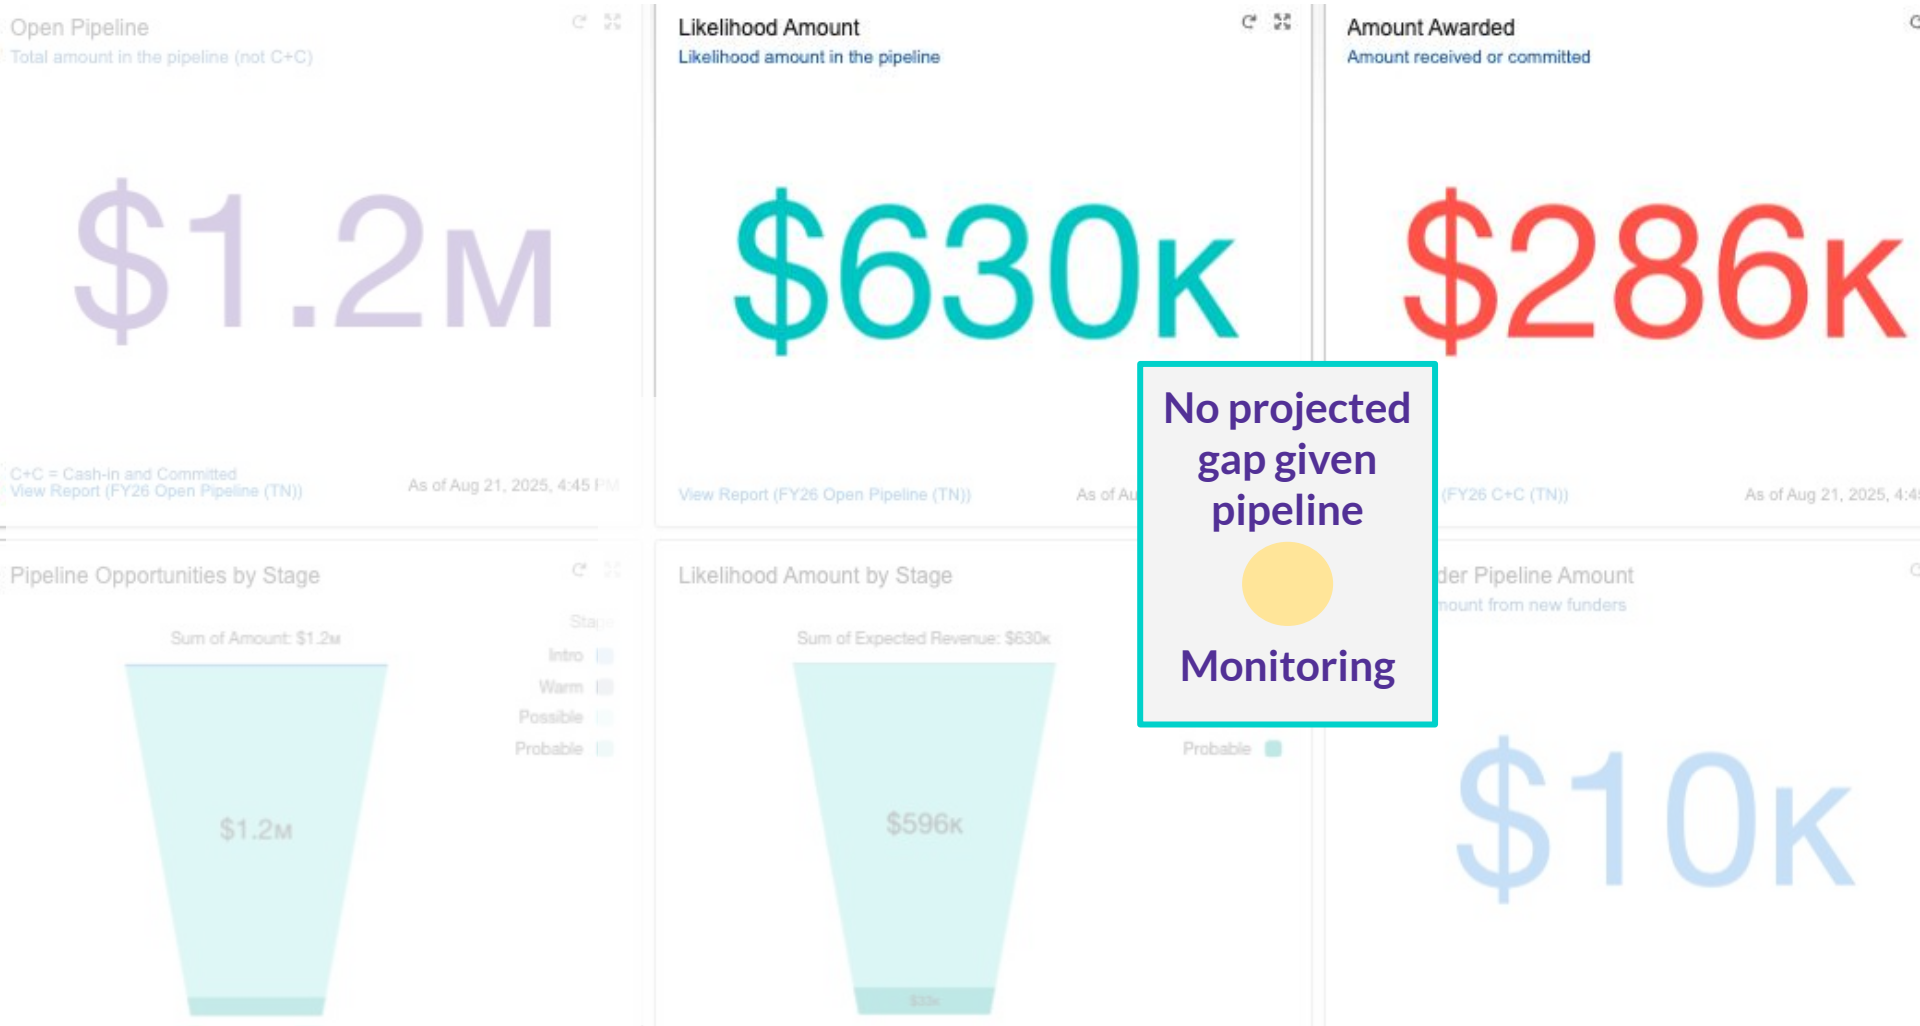 Open Pipeline
Total amount in the pipeline (not C+C)
$1.2M
C+C = Cash-in and Committed
View Report (FY26 Open Pipeline (TN))
As of Aug 21, 2025, 4:45 PM
Likelihood Amount
Likelihood amount in the pipeline
$630K
View Report (FY26 Open Pipeline (TN))
As of Au
Amount Awarded
Amount received or committed
$286K
(FY26 C+C (TN))
As of Aug 21, 2025, 4:4
No projected
gap given
pipeline
Monitoring
Pipeline Opportunities by Stage
Sum of Amount: $1.2M
Stage
Intro
Warm
Possible
Probable
$1.2M
Likelihood Amount by Stage
Sum of Expected Revenue: $630K
Probable
$596K
$33K
der Pipeline Amount
mount from new funders
$10K